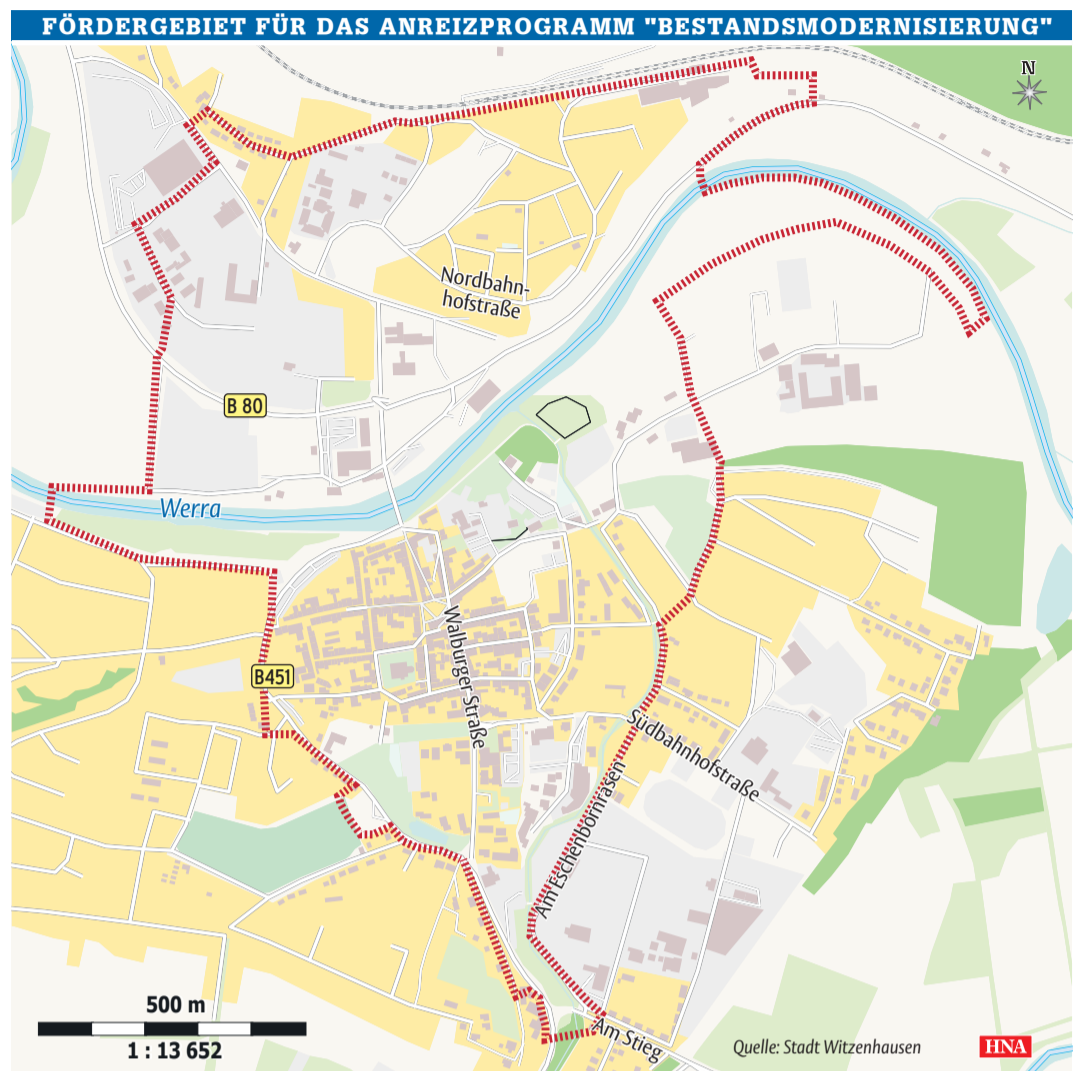 FÖRDERGEBIET FÜR DAS ANREIZPROGRAMM "BESTANDSMODERNISIERUNG"
N
Nordbahn-
hofstraße
B 80
Werra
Walburger Straße
B451
Südbahnhofstraße
Am Eschenbornrasen
500 m
1 : 13 652
Am Stieg
Quelle: Stadt Witzenhausen
HNA